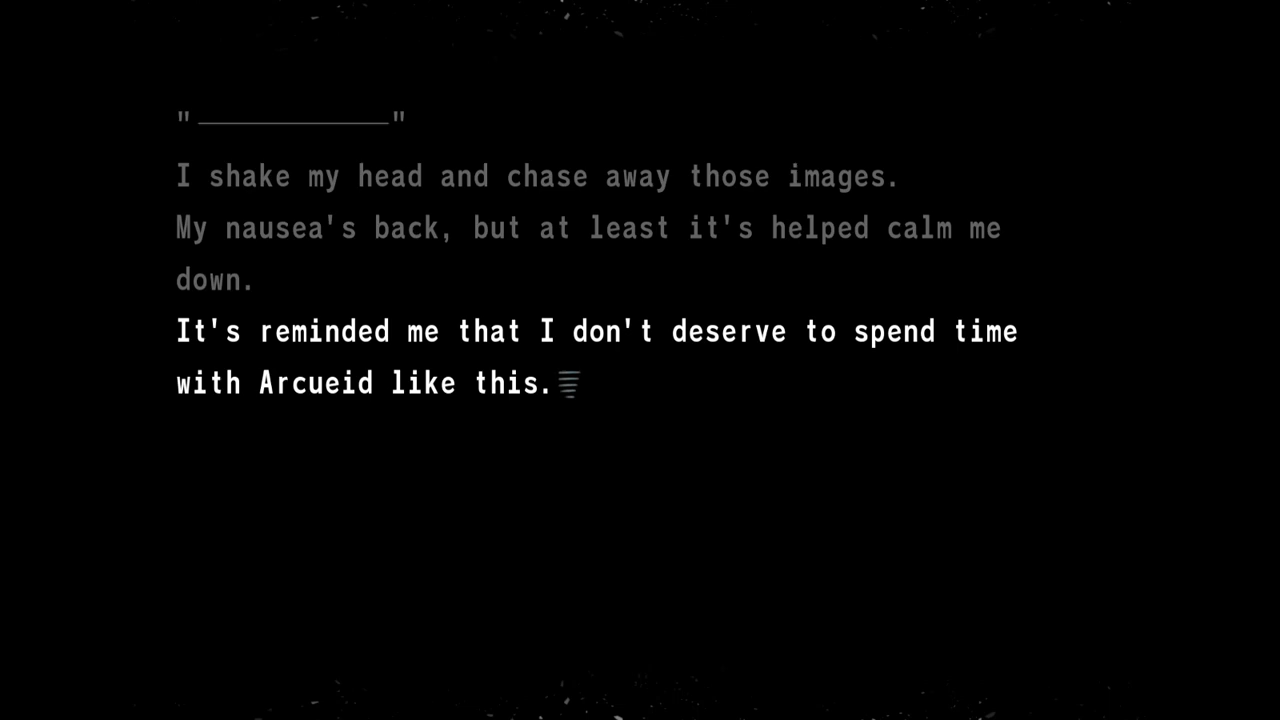 "──────────"
I shake my head and chase away those images.
My nausea's back, but at least it's helped calm me
down.
It's reminded me that I don't deserve to spend time
with Arcueid like this.